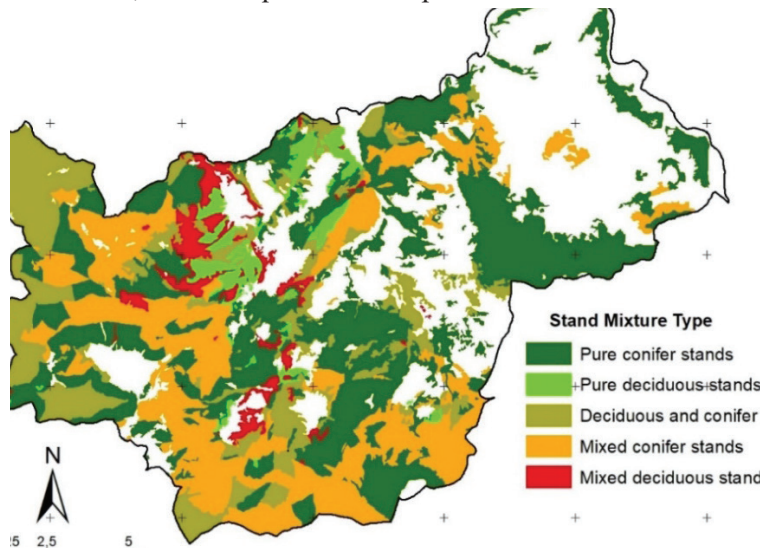 Stand Mixture Type
Pure conifer stands
Pure deciduous stands
Deciduous and conifer
Mixed conifer stands
Mixed deciduous stand
N
2,5 5